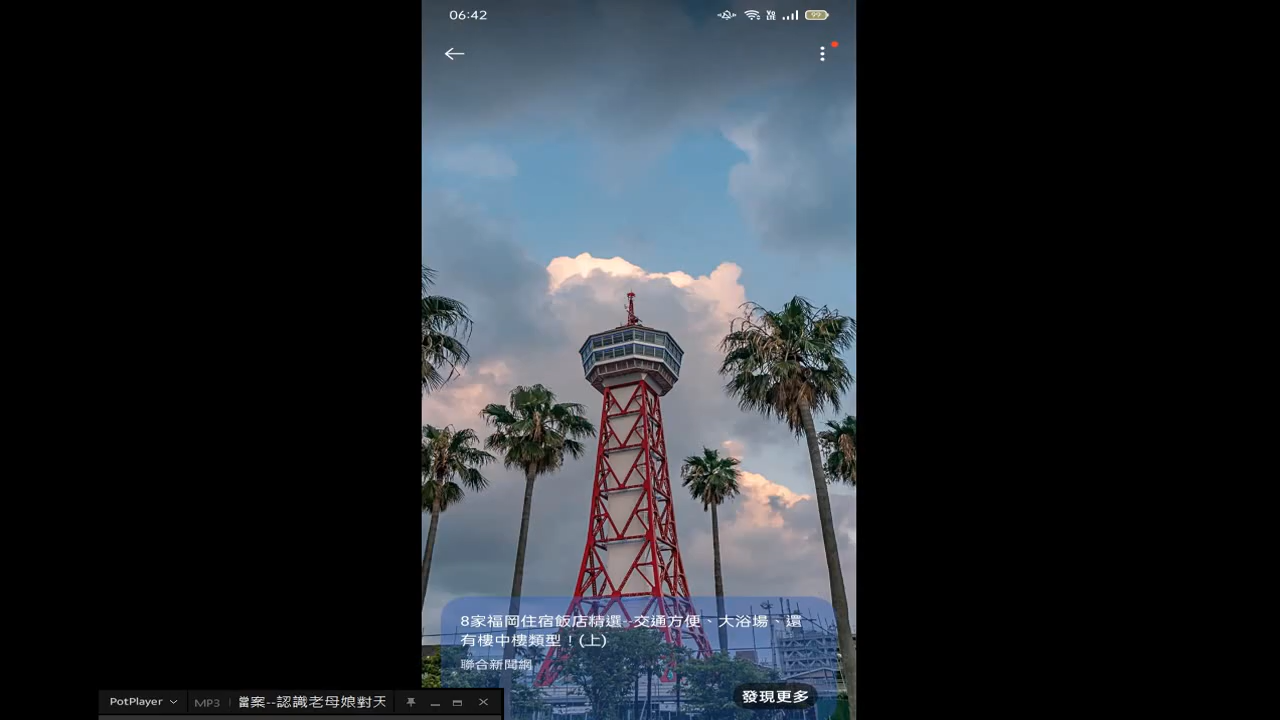 06:42
VoLTE
99
8家福岡住宿飯店精選--交通方便、大浴場、還
有樓中樓類型！(上)
聯合新聞網
發現更多
PotPlayer
MP3
檔案--認識老母娘對天